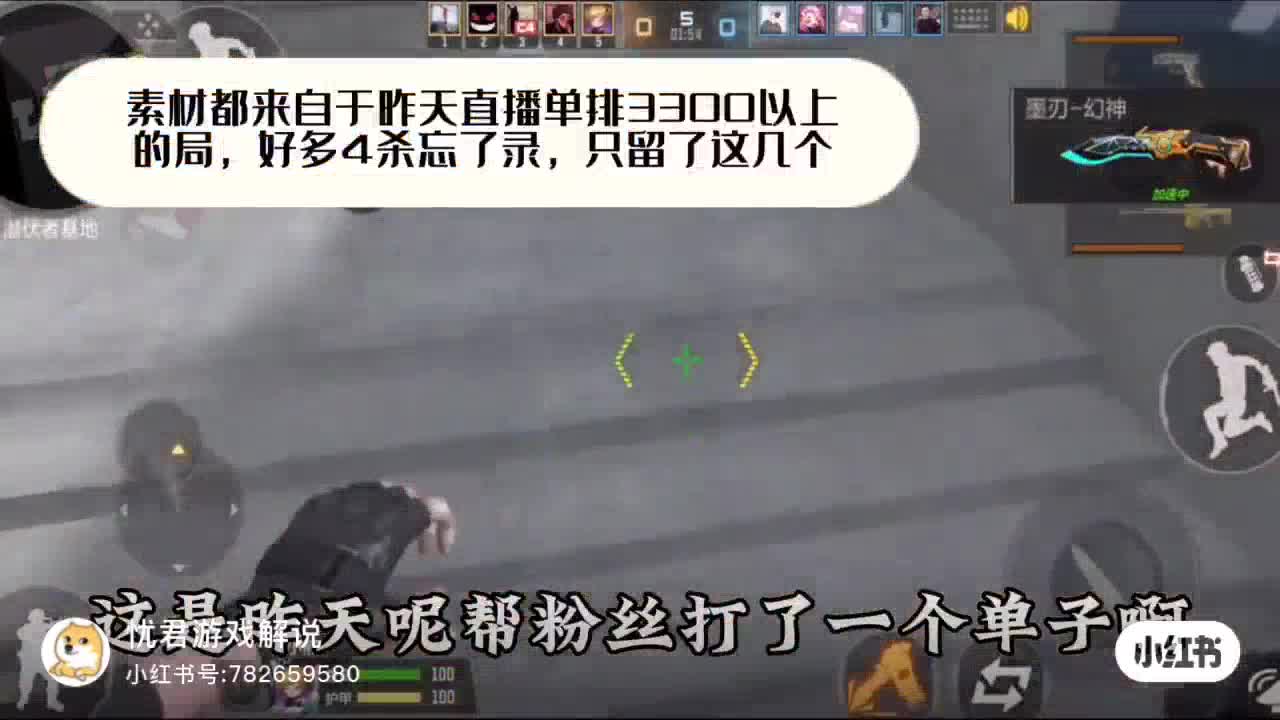 1 2 3 4 5
C4
0 5 0
01:54
素材都来自于昨天直播单排3300以上
的局，好多4杀忘了录，只留了这几个
墨刃-幻神
加速中
潜伏者基地
这是昨天呢帮粉丝打了一个单子啊
忧君游戏解说
小红书号:782659580
小红书
100
护甲 100